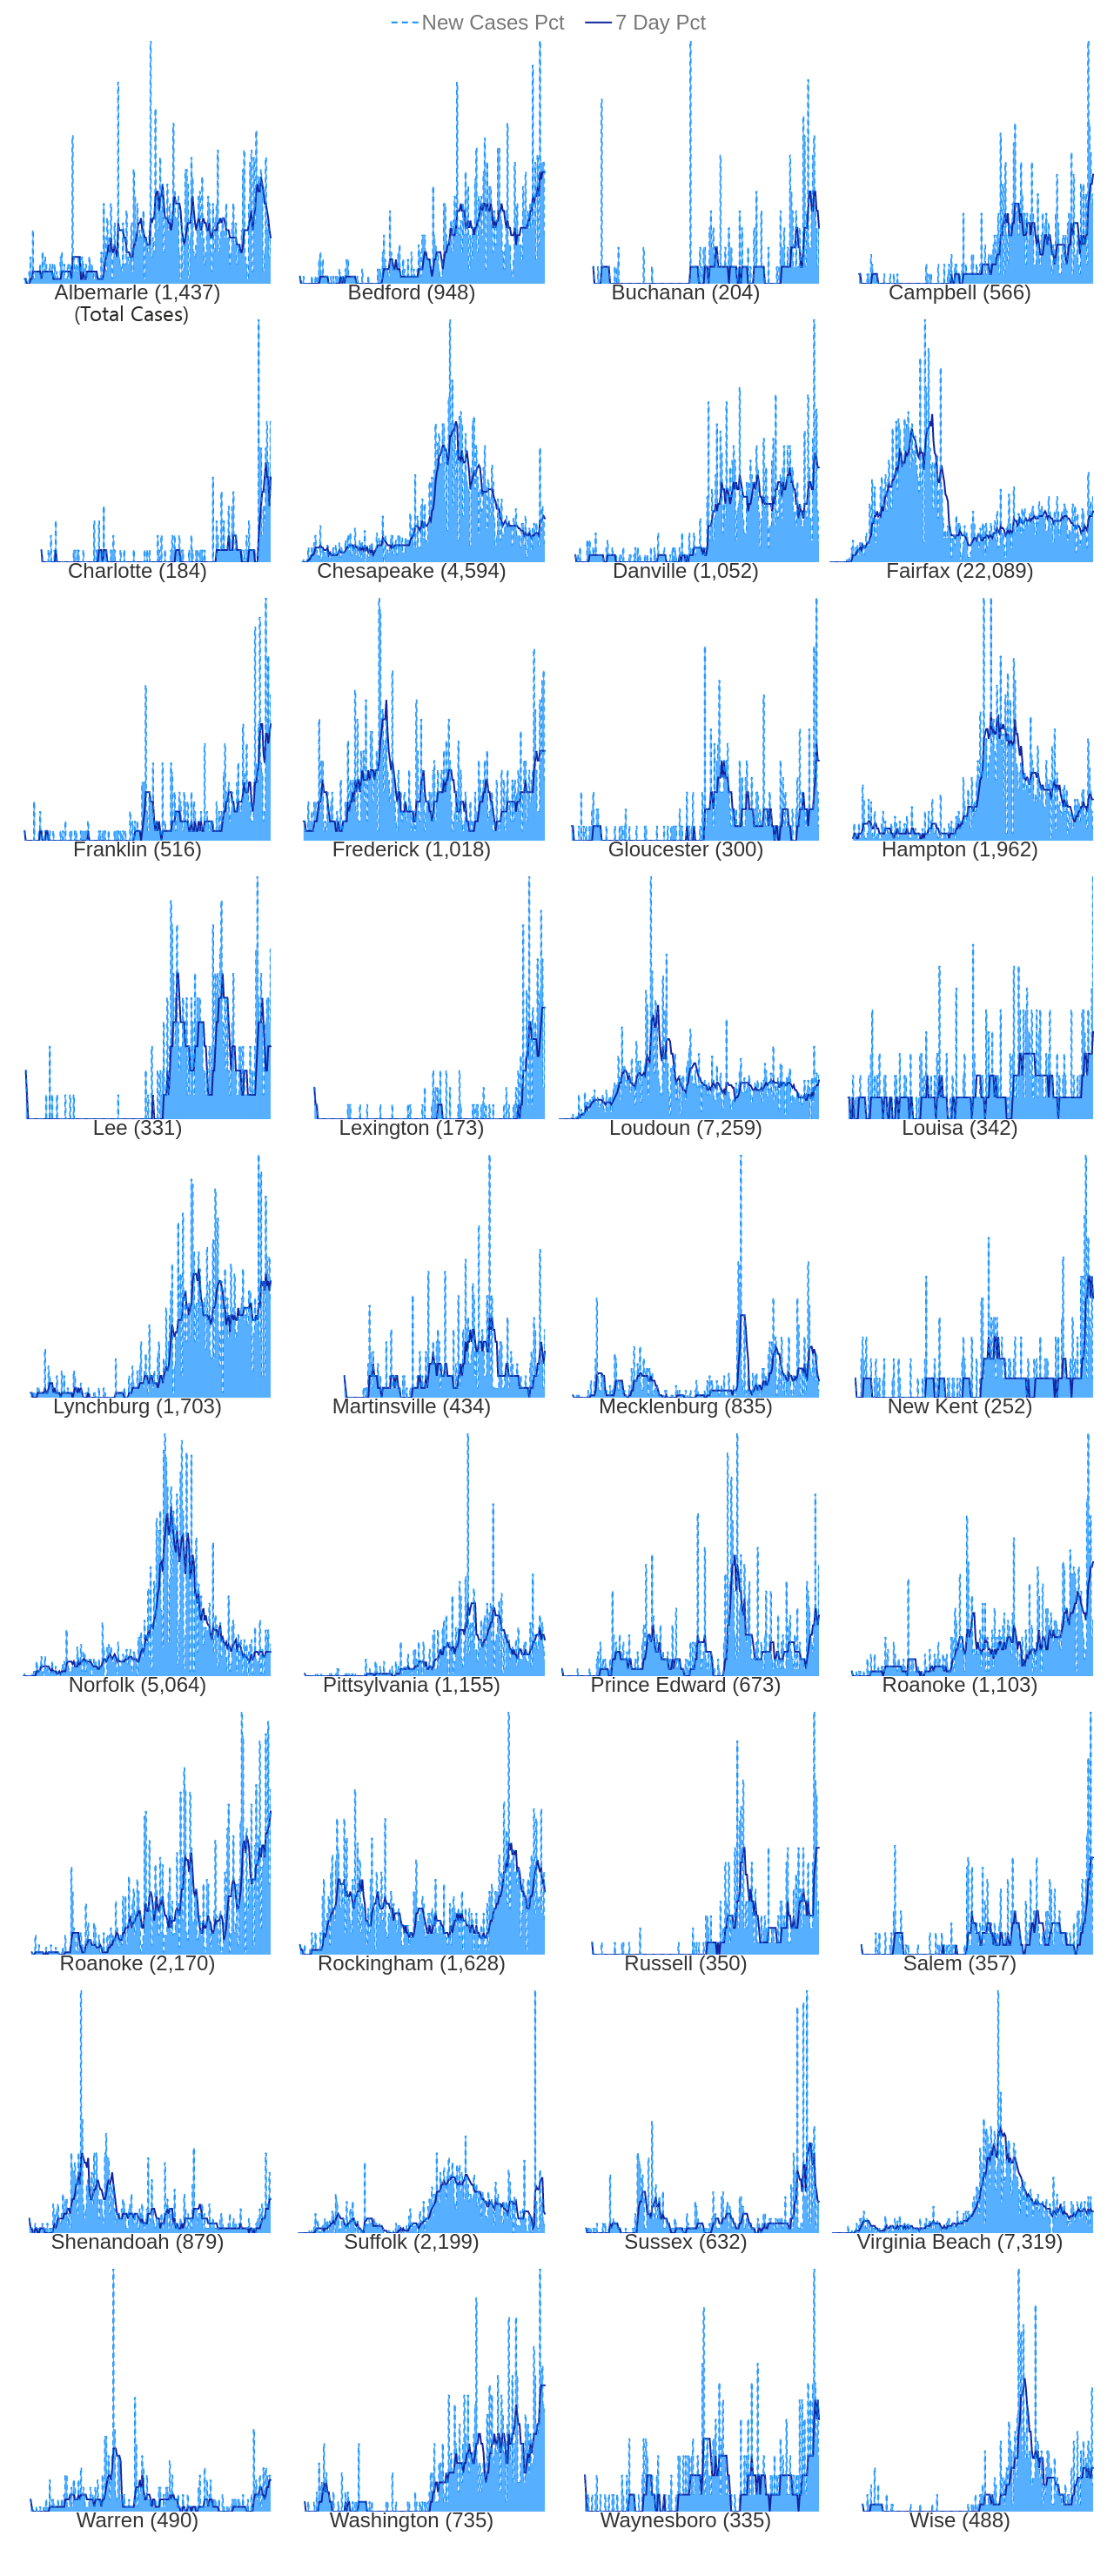 New Cases Pct 7 Day Pct
Albemarle (1,437) Bedford (948) Buchanan (204) Campbell (566)
(Total Cases)
Charlotte (184) Chesapeake (4,594) Danville (1,052) Fairfax (22,089)
Franklin (516) Frederick (1,018) Gloucester (300) Hampton (1,962)
Lee (331) Lexington (173) Loudoun (7,259) Louisa (342)
Lynchburg (1,703) Martinsville (434) Mecklenburg (835) New Kent (252)
Norfolk (5,064) Pittsylvania (1,155) Prince Edward (673) Roanoke (1,103)
Roanoke (2,170) Rockingham (1,628) Russell (350) Salem (357)
Shenandoah (879) Suffolk (2,199) Sussex (632) Virginia Beach (7,319)
Warren (490) Washington (735) Waynesboro (335) Wise (488)